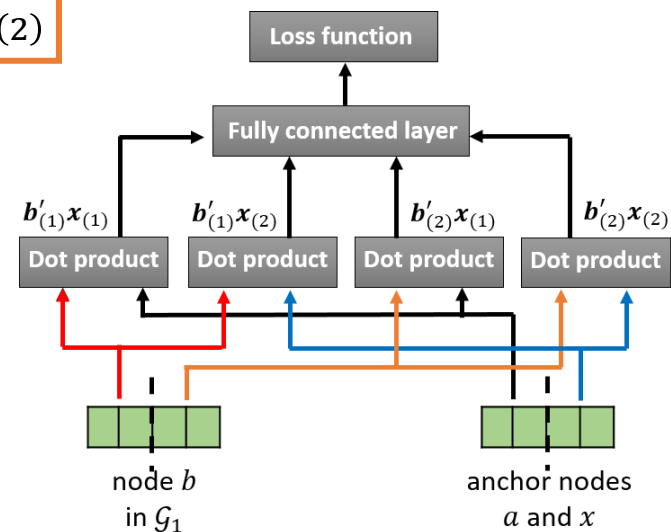 (2)
Loss function
Fully connected layer
𝒃′₍₁₎𝒙₍₁₎ 𝒃′₍₁₎𝒙₍₂₎ 𝒃′₍₂₎𝒙₍₁₎ 𝒃′₍₂₎𝒙₍₂₎
Dot product Dot product Dot product Dot product
node 𝑏 anchor nodes
in 𝒢₁ 𝑎 and 𝑥